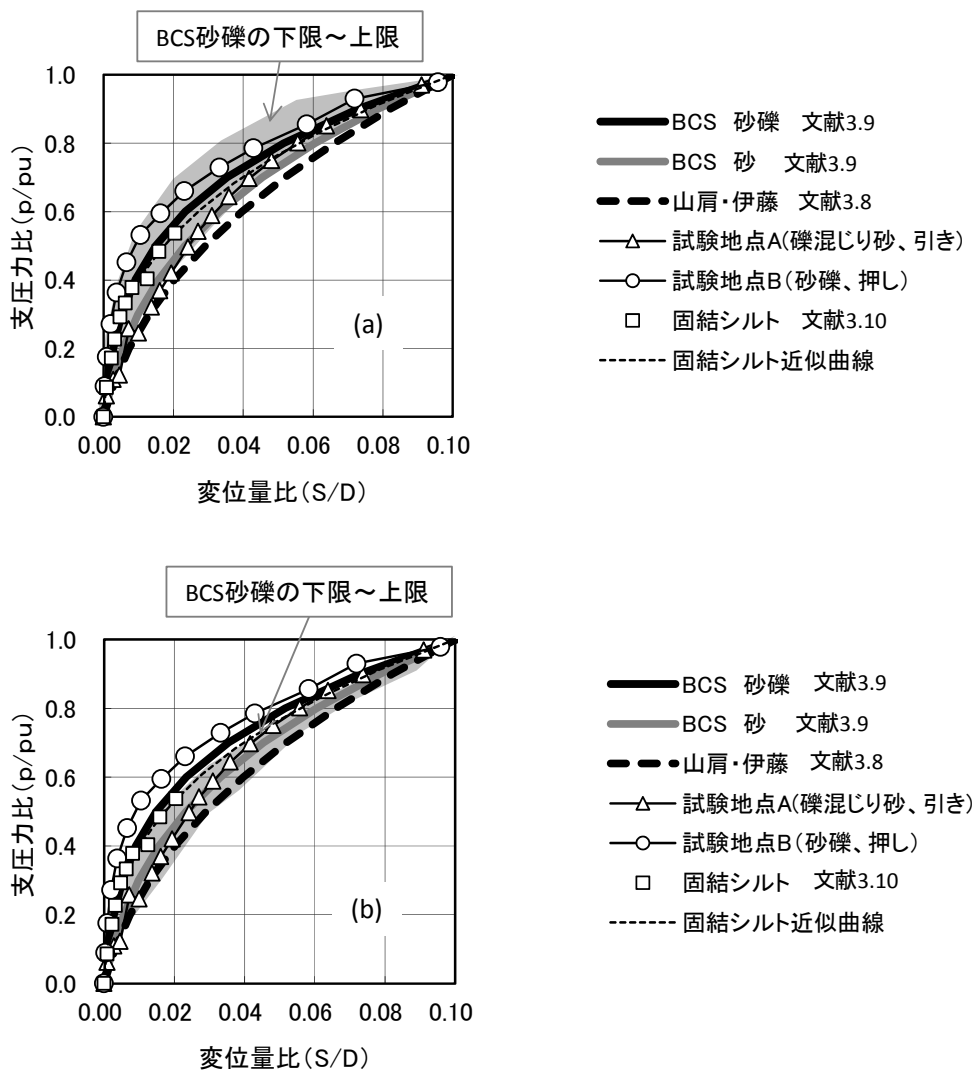 BCS砂礫の下限～上限
支圧力比(p/pu)
1.0
0.8
0.6
0.4
0.2
0.0
(a)
0.00 0.02 0.04 0.06 0.08 0.10
変位量比(S/D)
BCS 砂礫 文献3.9
BCS 砂 文献3.9
山肩・伊藤 文献3.8
試験地点A(礫混じり砂、引き)
試験地点B(砂礫、押し)
固結シルト 文献3.10
固結シルト近似曲線
BCS砂礫の下限～上限
支圧力比(p/pu)
1.0
0.8
0.6
0.4
0.2
0.0
(b)
0.00 0.02 0.04 0.06 0.08 0.10
変位量比(S/D)
BCS 砂礫 文献3.9
BCS 砂 文献3.9
山肩・伊藤 文献3.8
試験地点A(礫混じり砂、引き)
試験地点B(砂礫、押し)
固結シルト 文献3.10
固結シルト近似曲線